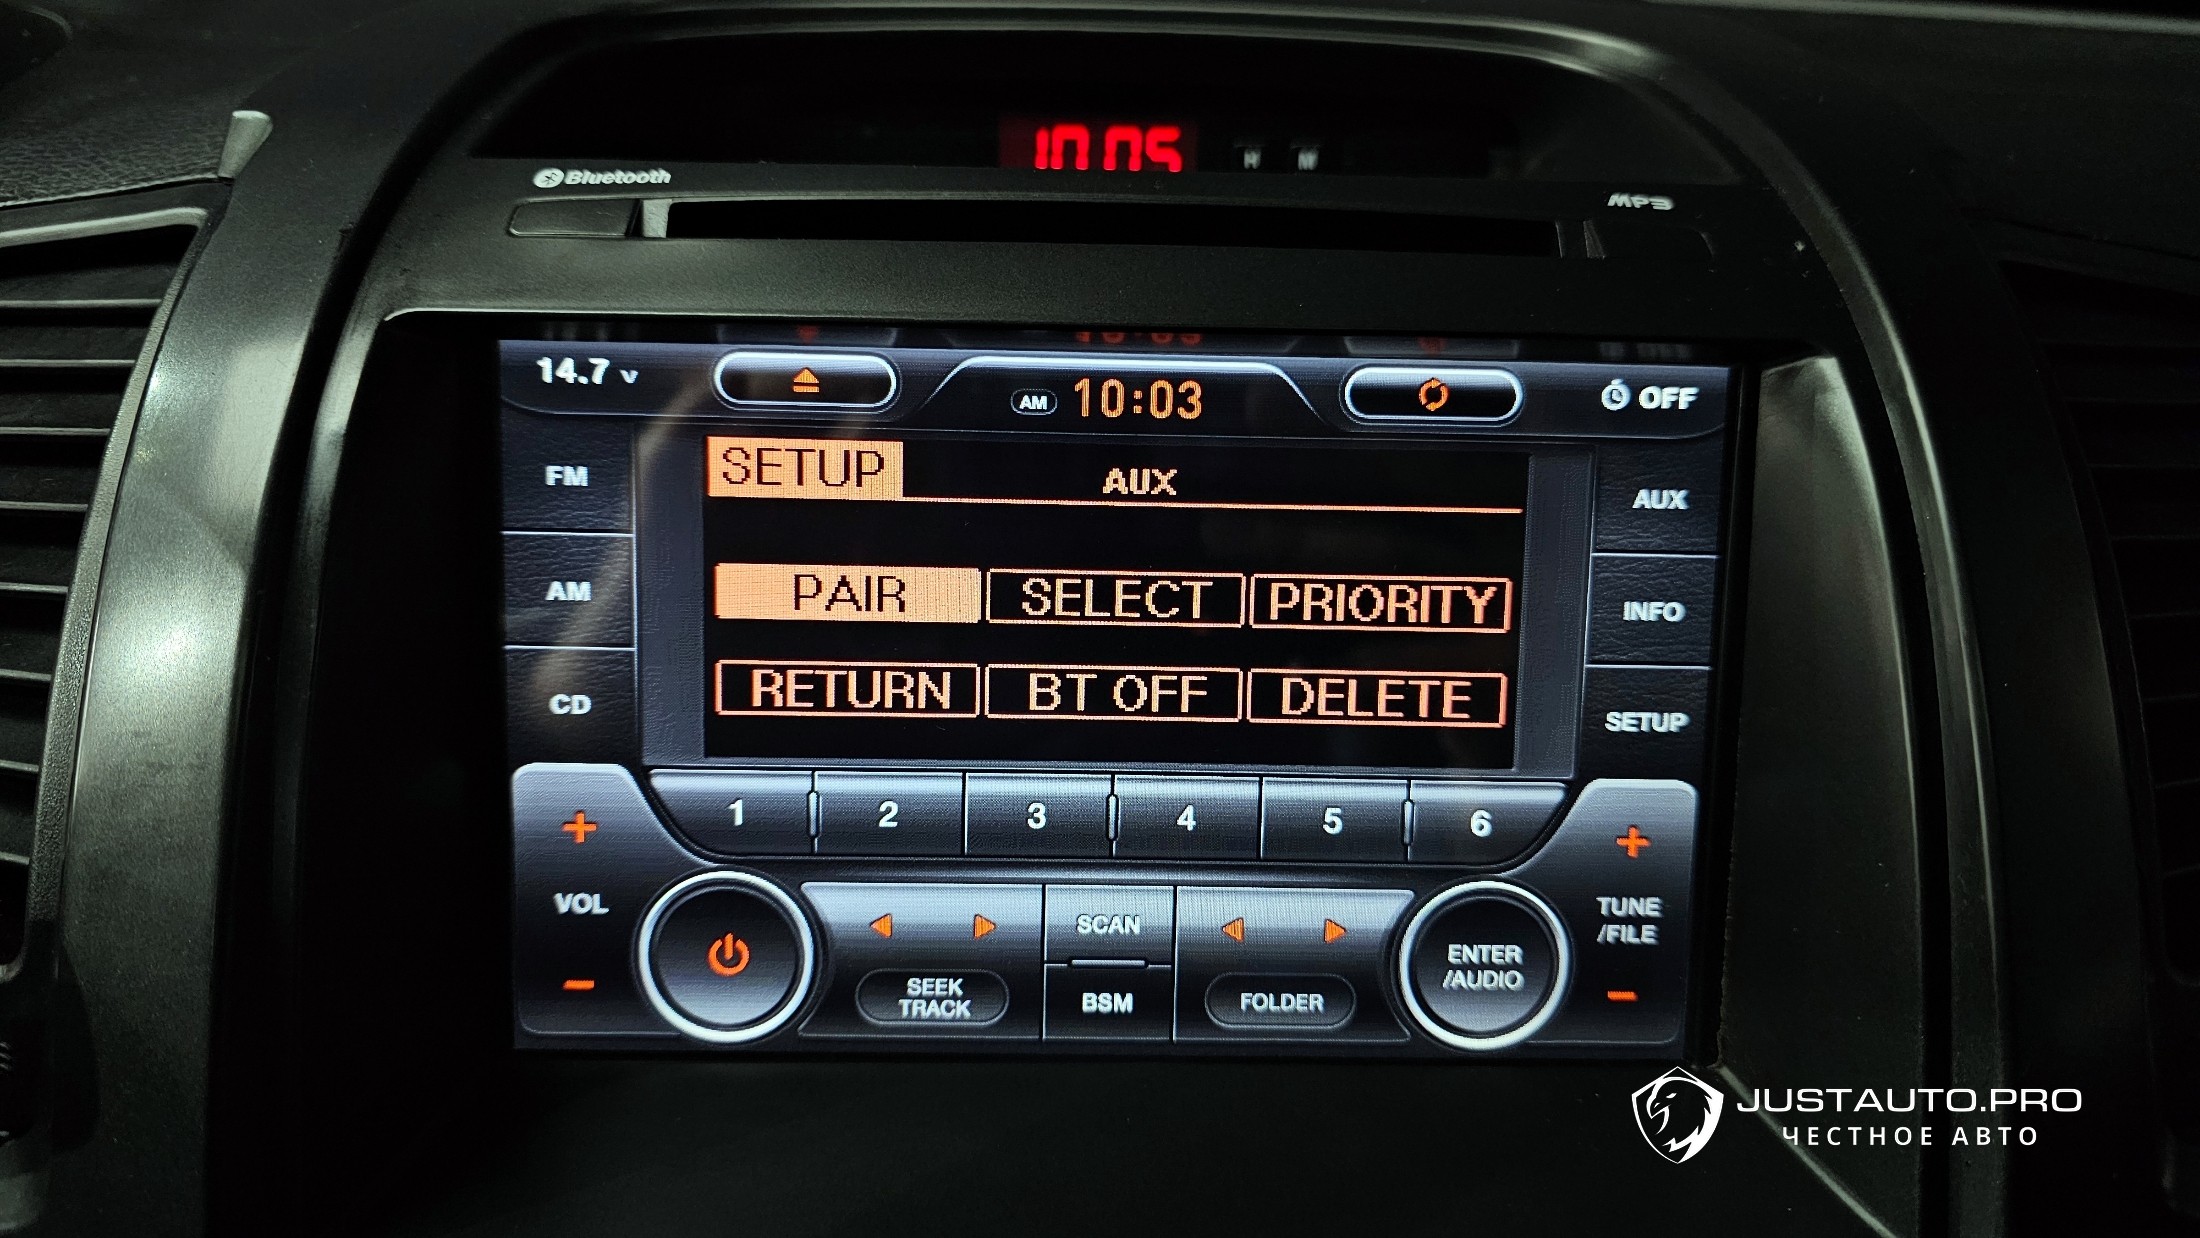 10:05
H M
Bluetooth
MP3
14.7 v
AM 10:03
OFF
SETUP
AUX
FM
AM
CD
AUX
INFO
SETUP
PAIR SELECT PRIORITY
RETURN BT OFF DELETE
1 2 3 4 5 6
VOL
SEEK
TRACK
SCAN
BSM
FOLDER
ENTER
/AUDIO
TUNE
/FILE
JUSTAUTO.PRO
ЧЕСТНОЕ АВТО